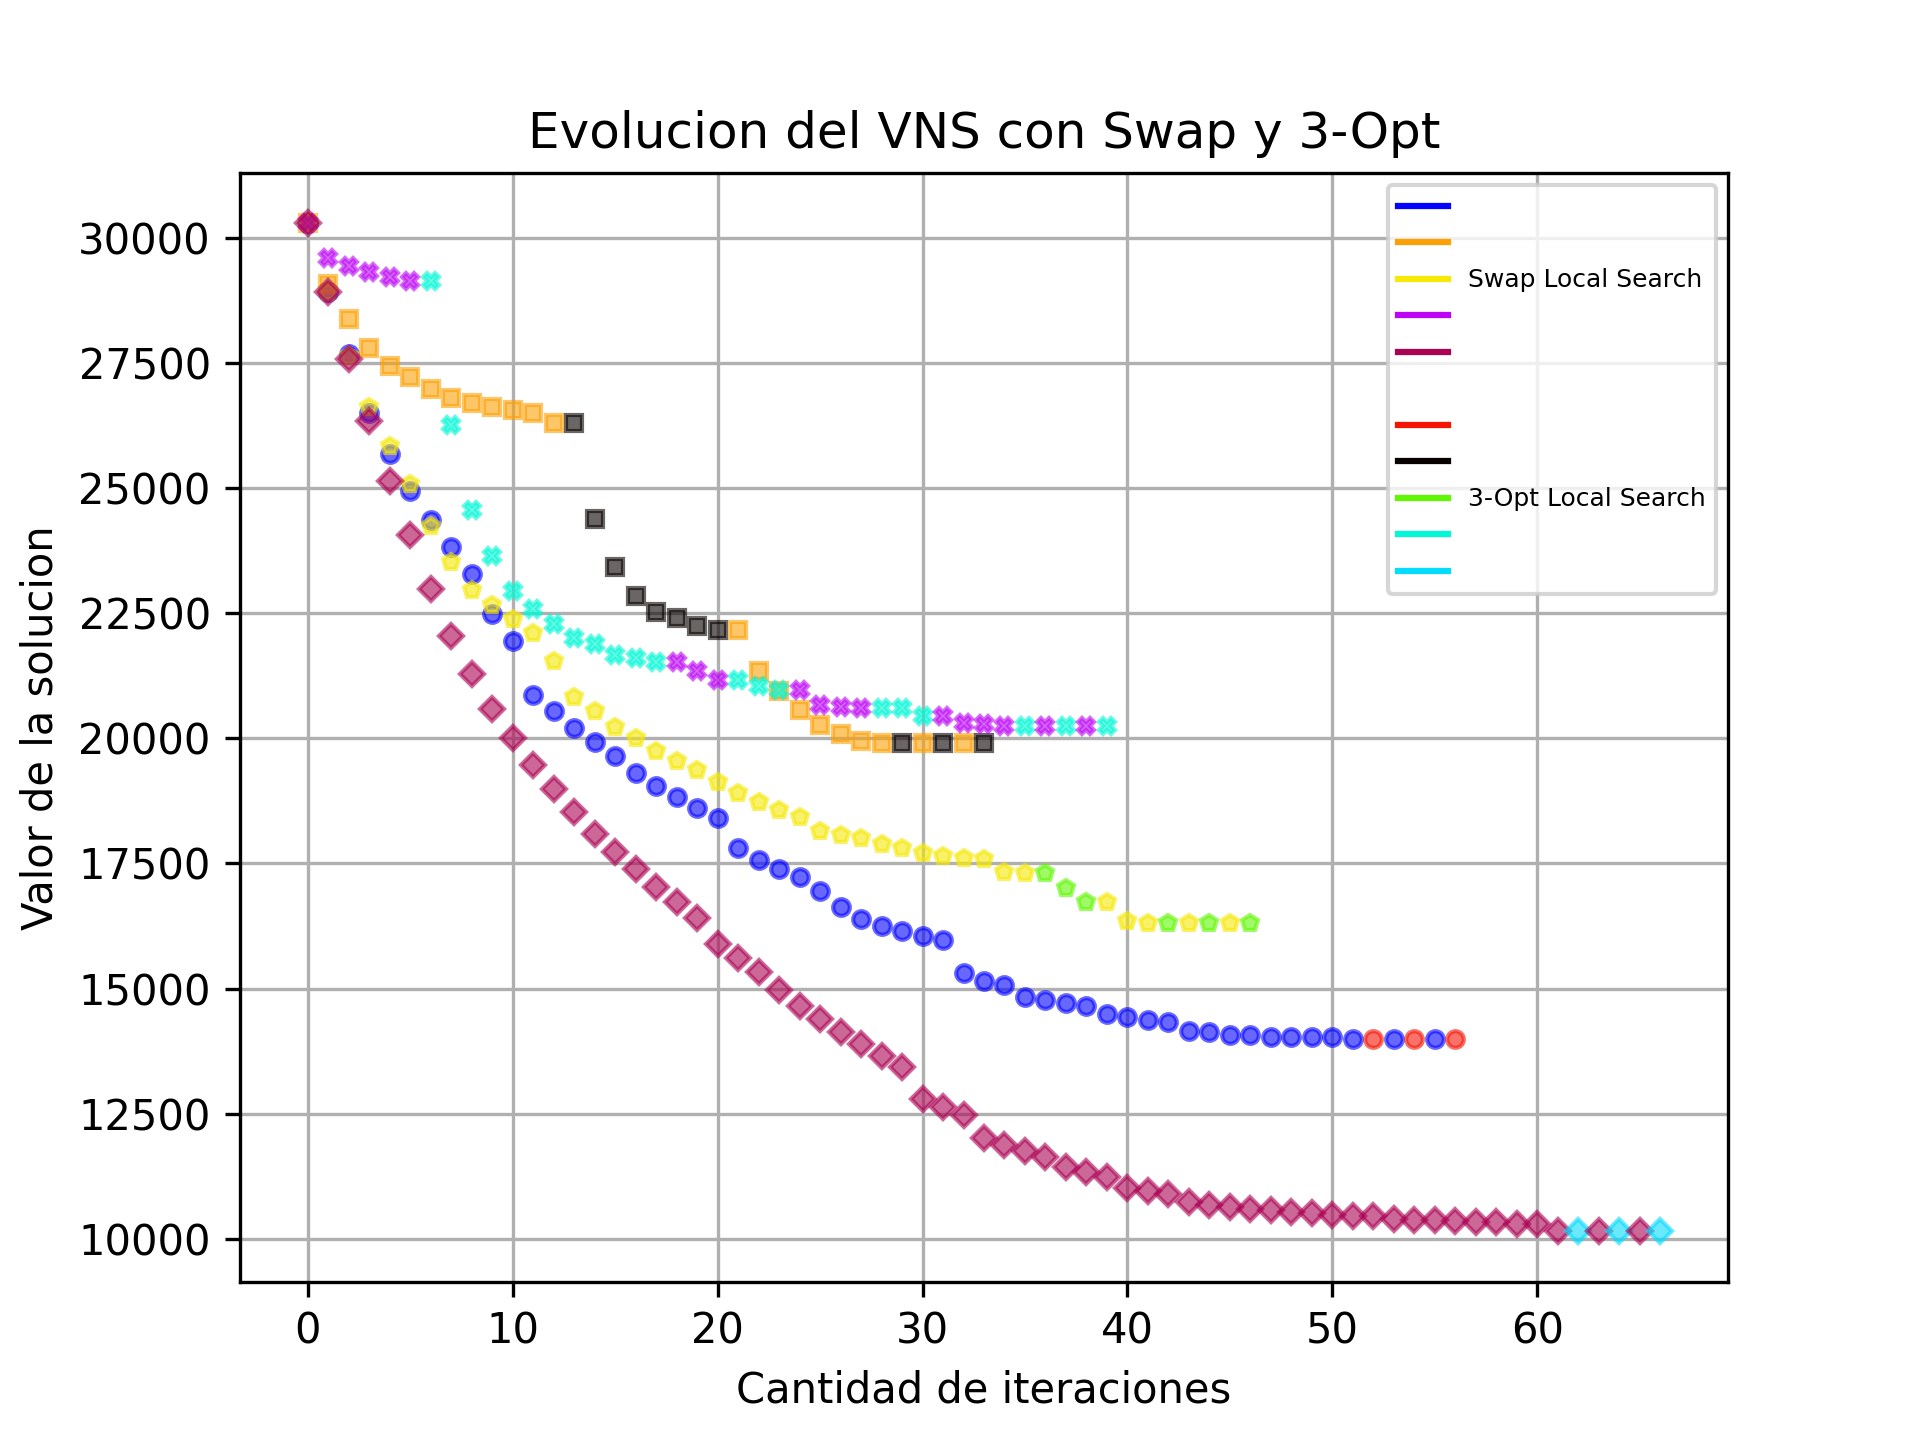 Evolucion del VNS con Swap y 3-Opt
Valor de la solucion
30000
27500
25000
22500
20000
17500
15000
12500
10000
Swap Local Search
3-Opt Local Search
0 10 20 30 40 50 60
Cantidad de iteraciones